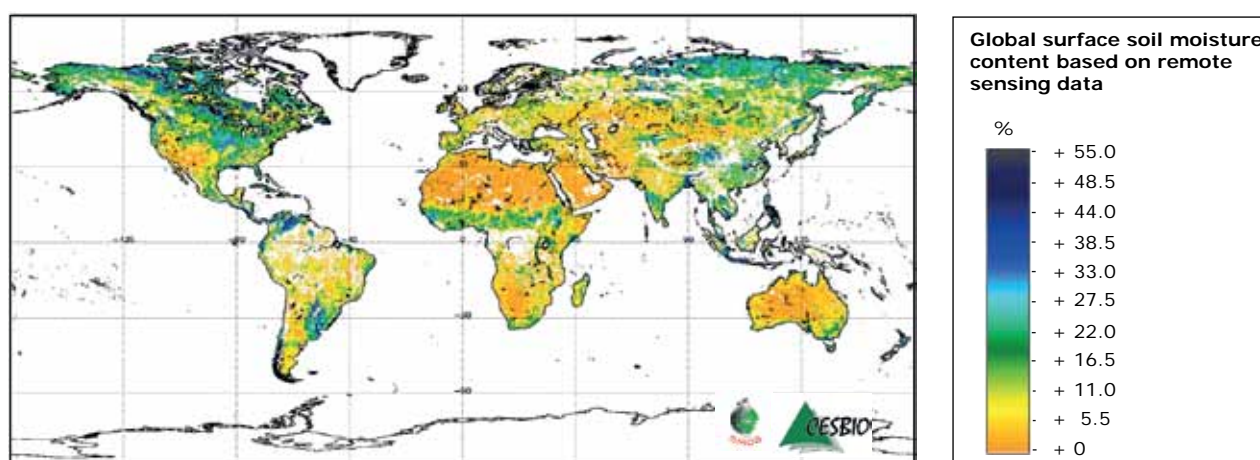 Global surface soil moisture
content based on remote
sensing data
%
+ 55.0
+ 48.5
+ 44.0
+ 38.5
+ 33.0
+ 27.5
+ 22.0
+ 16.5
+ 11.0
+ 5.5
+ 0
SMOS
CESBIO